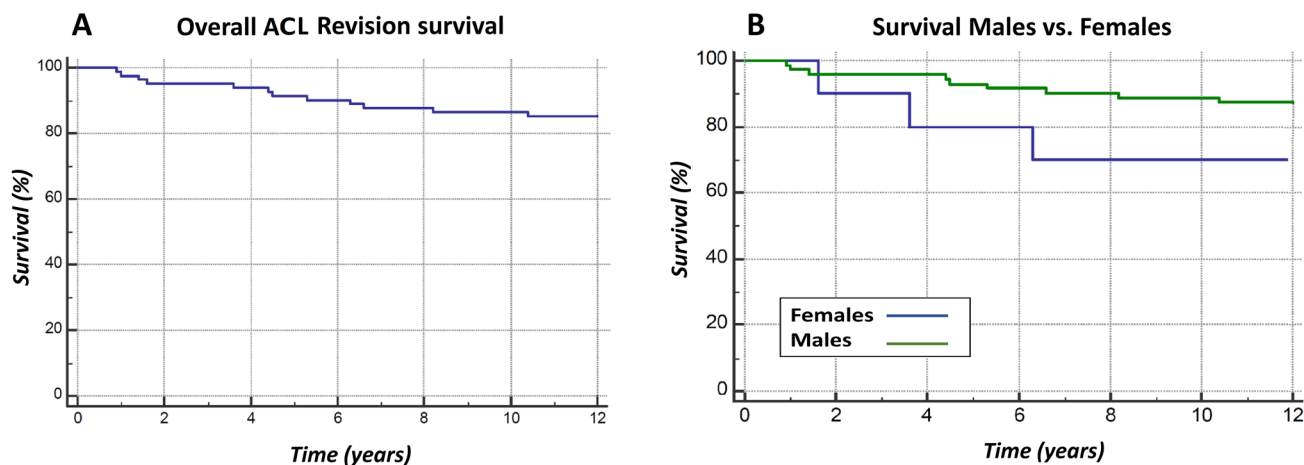 A
Overall ACL Revision survival
100
80
60
40
20
0
0 2 4 6 8 10 12
Survival (%)
Time (years)
B
Survival Males vs. Females
100
80
60
40
20
0
0 2 4 6 8 10 12
Survival (%)
Time (years)
Females
Males